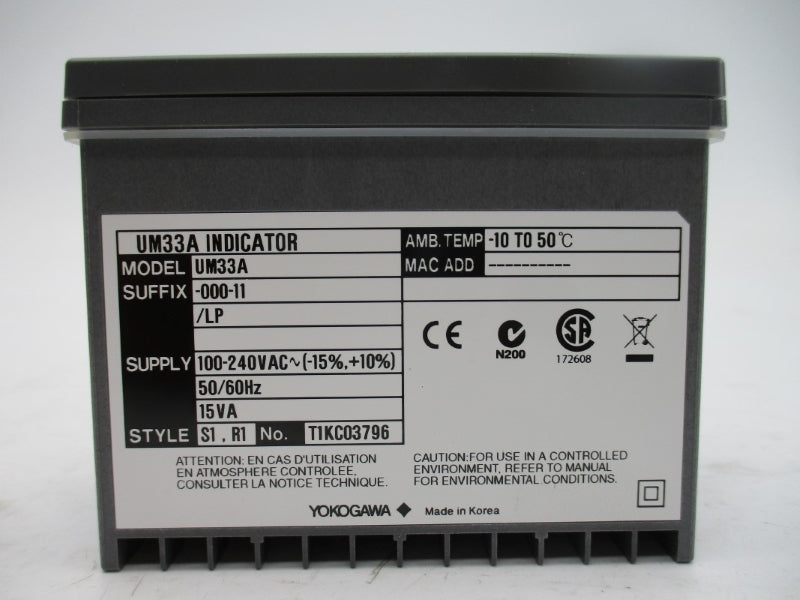 UM33A INDICATOR
MODEL UM33A
SUFFIX -000-11
/LP
SUPPLY 100-240VAC~(-15%,+10%)
50/60Hz
15VA
STYLE S1 . R1 No. T1KC03796
AMB. TEMP -10 TO 50℃
MAC ADD ----------
CE
N200
SA
172608
ATTENTION: EN CAS D'UTILISATION
EN ATMOSPHERE CONTROLEE,
CONSULTER LA NOTICE TECHNIQUE.
CAUTION:FOR USE IN A CONTROLLED
ENVIRONMENT, REFER TO MANUAL
FOR ENVIRONMENTAL CONDITIONS.
YOKOGAWA ◆ Made in Korea